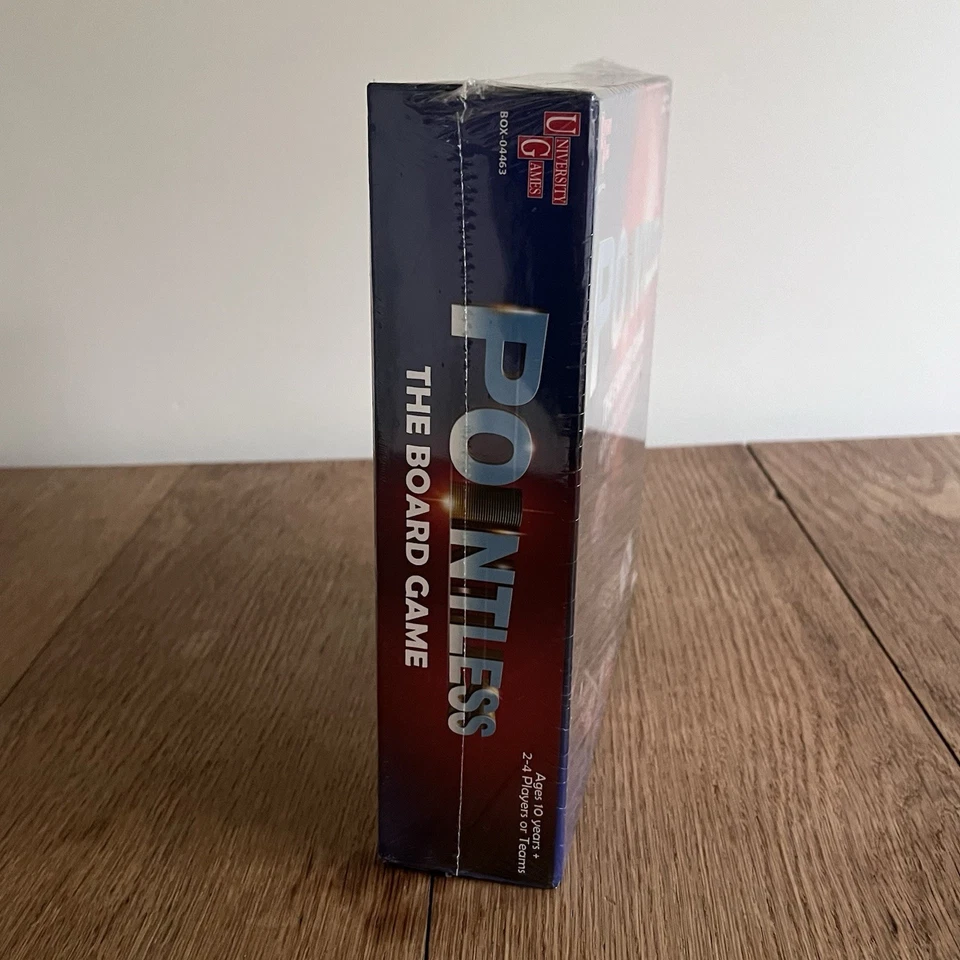 UNIVERSITY
GAMES
BOX-04463
POINTLESS
THE BOARD GAME
Ages 10 years +
2-4 Players or Teams